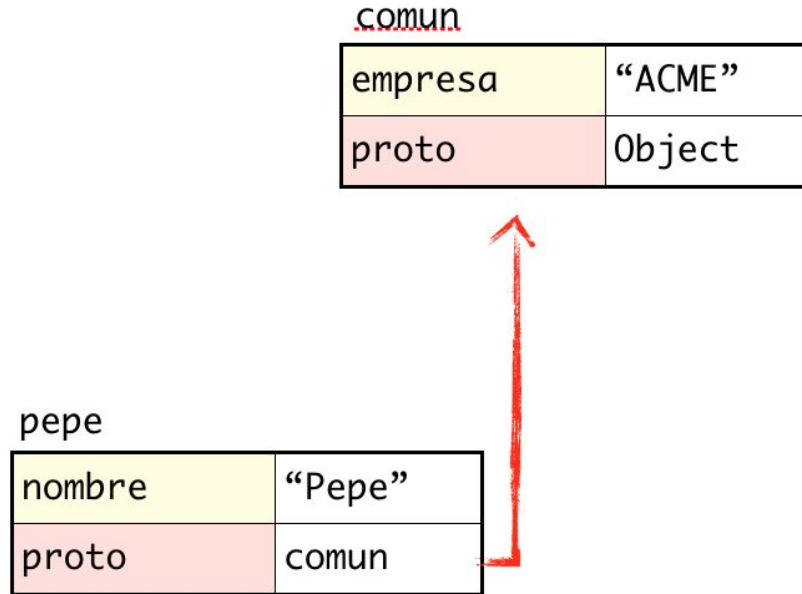 comun
empresa “ACME”
proto Object
pepe
nombre “Pepe”
proto comun